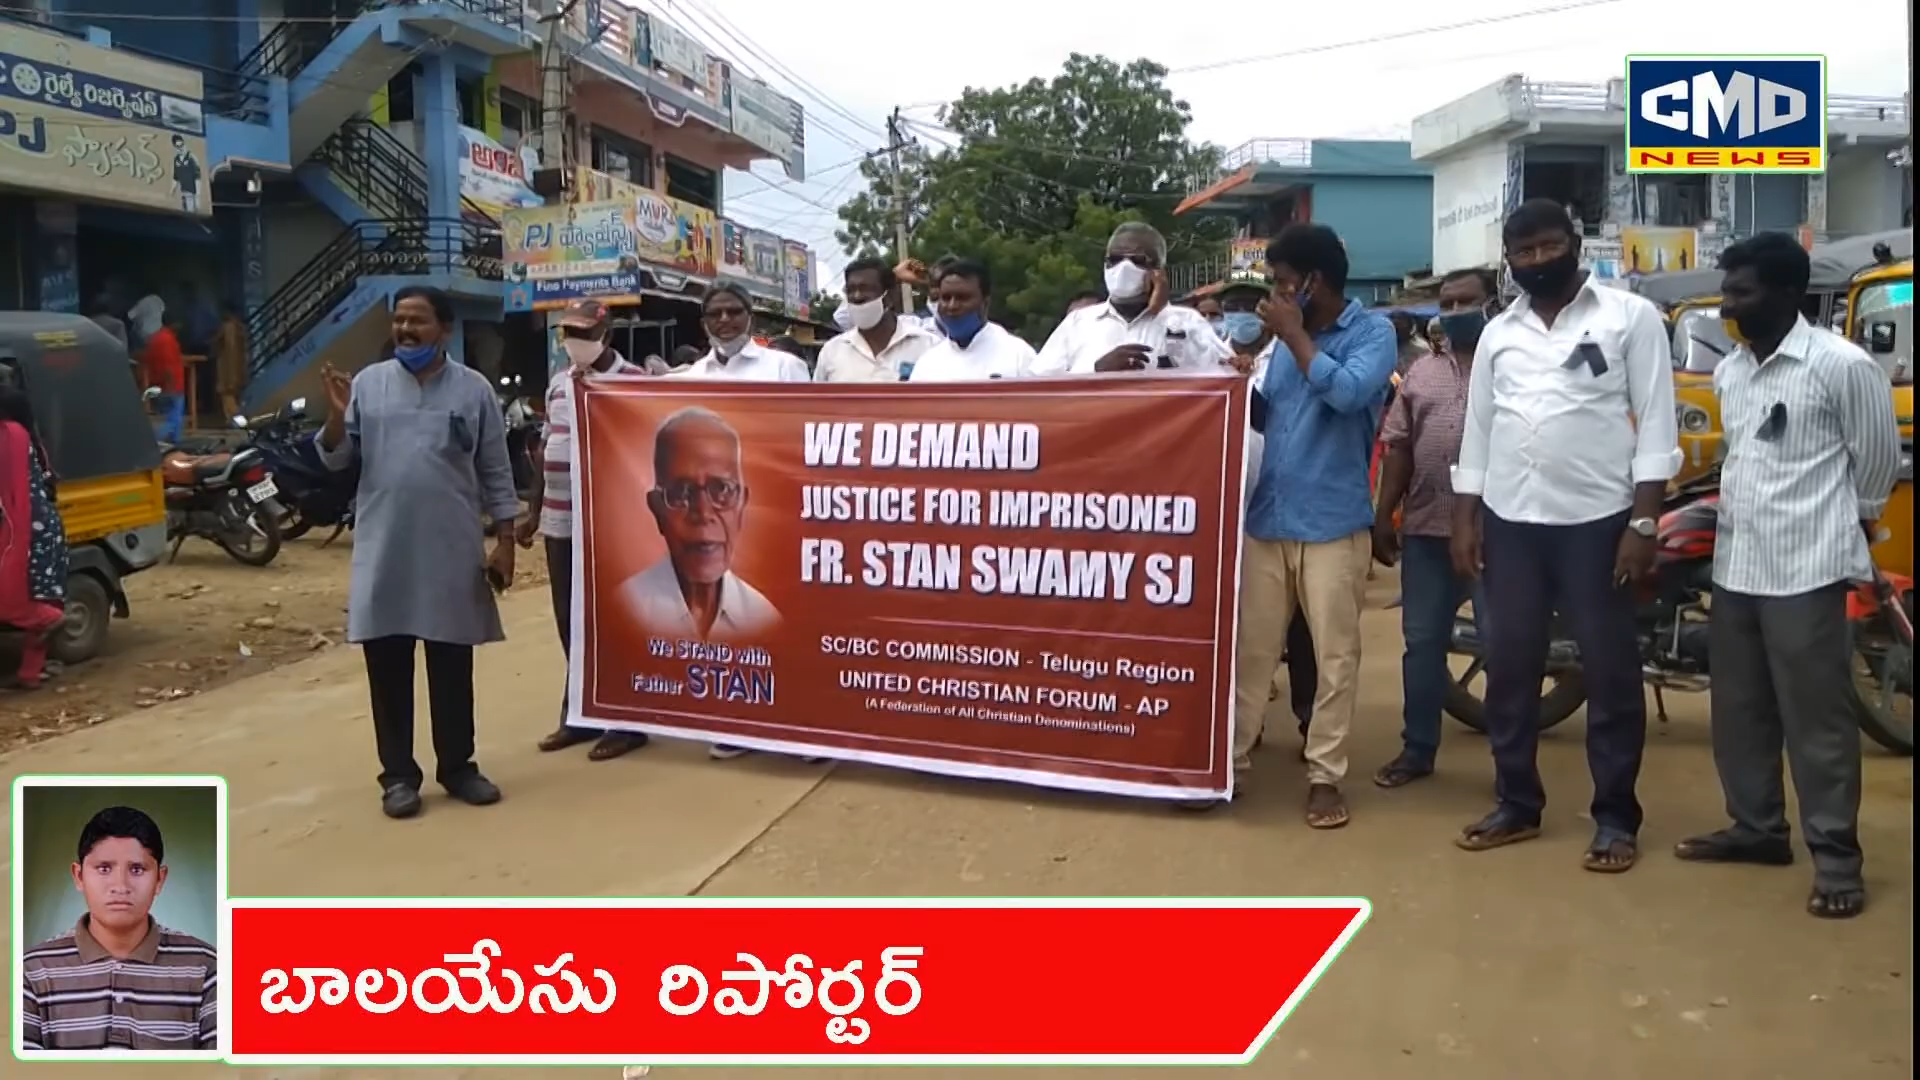 రైల్వే రిజర్వేషన్
PJ ఫ్యాషన్స్
PJ ఫ్యాషన్స్
Fino Payments Bank
CMD
NEWS
WE DEMAND
JUSTICE FOR IMPRISONED
FR. STAN SWAMY SJ
We STAND with
Father STAN
SC/BC COMMISSION - Telugu Region
UNITED CHRISTIAN FORUM - AP
(A Federation of All Christian Denominations)
బాలయేసు రిపోర్టర్